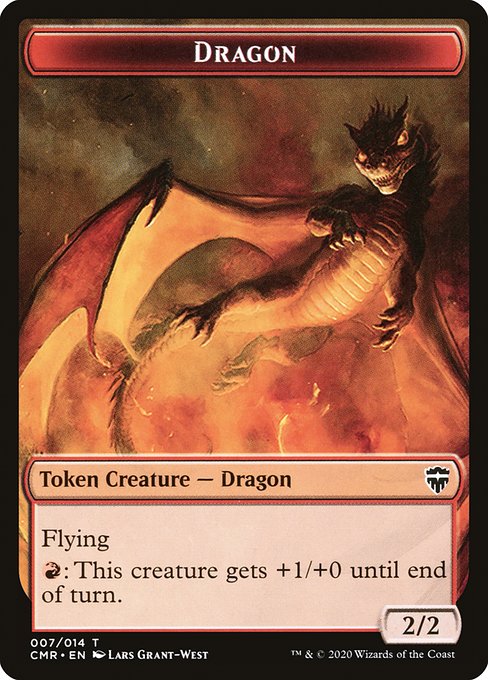 Dragon
Token Creature — Dragon
Flying
: This creature gets +1/+0 until end
of turn.
2/2
007/014 T
CMR • EN Lars Grant-West
™ & © 2020 Wizards of the Coast